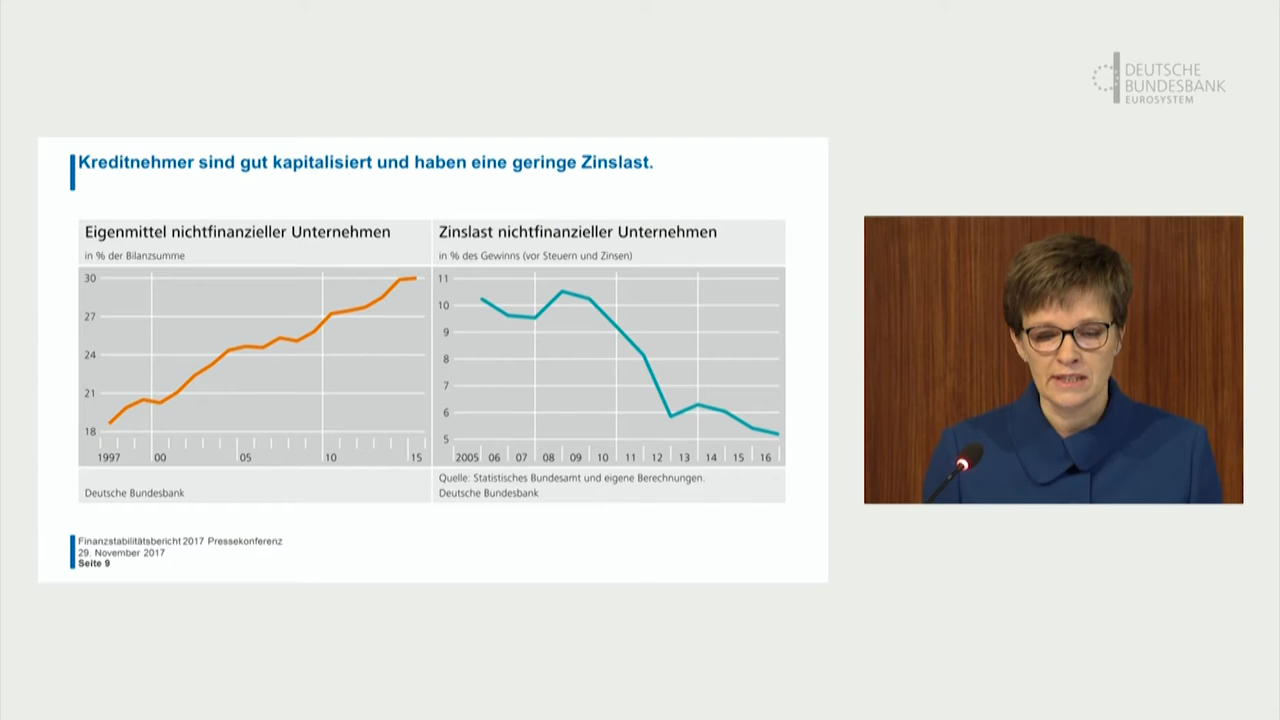 DEUTSCHE
BUNDESBANK
EUROSYSTEM
Kreditnehmer sind gut kapitalisiert und haben eine geringe Zinslast.
Eigenmittel nichtfinanzieller Unternehmen
in % der Bilanzsumme
30
27
24
21
18
1997 00 05 10 15
Deutsche Bundesbank
Zinslast nichtfinanzieller Unternehmen
in % des Gewinns (vor Steuern und Zinsen)
11
10
9
8
7
6
5
2005 06 07 08 09 10 11 12 13 14 15 16
Quelle: Statistisches Bundesamt und eigene Berechnungen.
Deutsche Bundesbank
Finanzstabilitätsbericht 2017 Pressekonferenz
29. November 2017
Seite 9